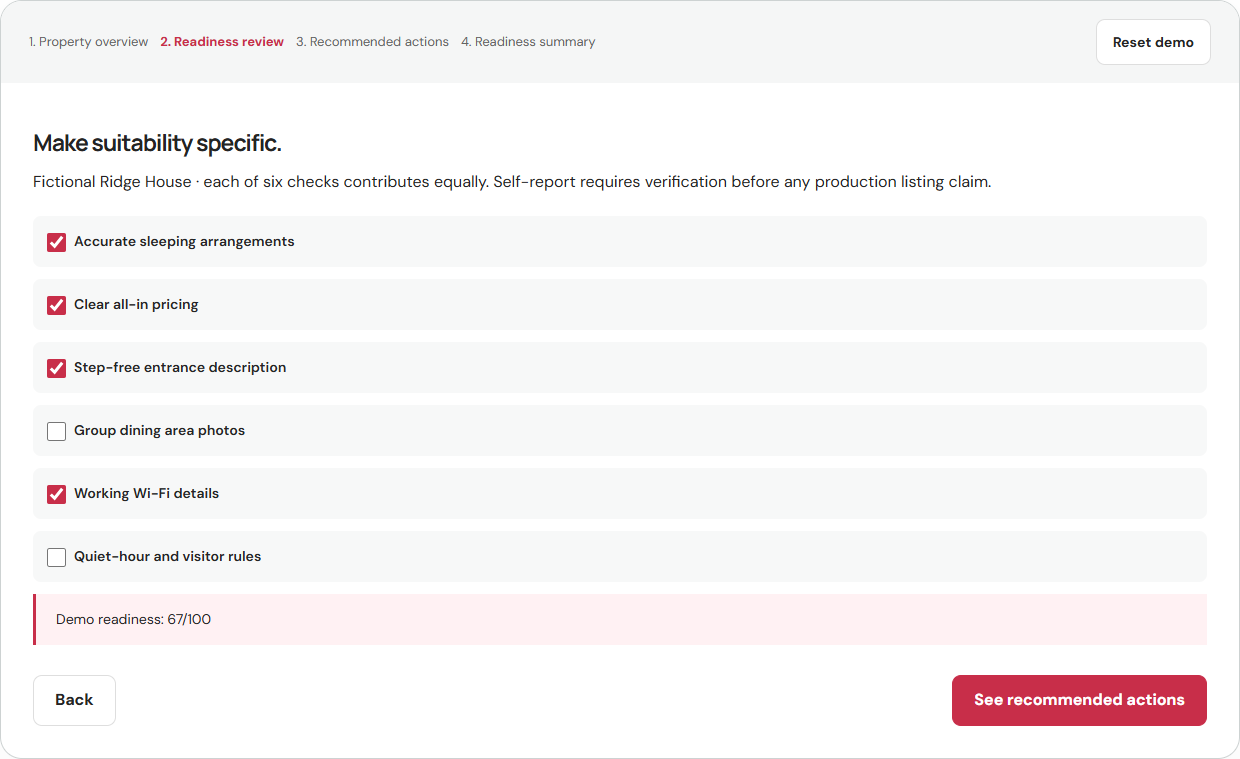 1. Property overview 2. Readiness review 3. Recommended actions 4. Readiness summary
Reset demo
Make suitability specific.
Fictional Ridge House · each of six checks contributes equally. Self-report requires verification before any production listing claim.
Accurate sleeping arrangements
Clear all-in pricing
Step-free entrance description
Group dining area photos
Working Wi-Fi details
Quiet-hour and visitor rules
Demo readiness: 67/100
Back
See recommended actions